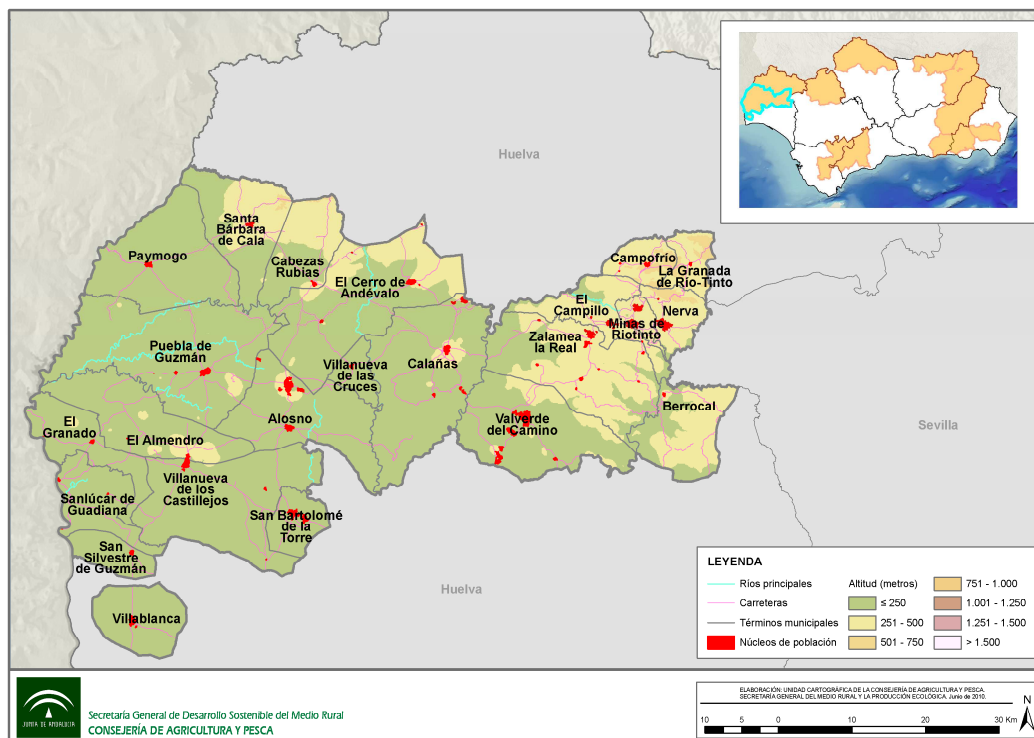 Huelva
Santa
Bárbara
de Cala
Paymogo
Cabezas
Rubias
El Cerro de
Andévalo
Campofrío
La Granada
de Río-Tinto
El
Campillo
Nerva
Minas de
Riotinto
Zalamea
la Real
Puebla de
Guzmán
Villanueva
de las
Cruces
Calañas
Berrocal
El
Granado
Alosno
Valverde
del Camino
Sevilla
El Almendro
Villanueva
de los
Castillejos
Sanlúcar de
Guadiana
San Bartolomé
de la
Torre
San
Silvestre
de Guzmán
Huelva
Villablanca
LEYENDA
Ríos principales
Carreteras
Términos municipales
Núcleos de población
Altitud (metros)
≤ 250
251 - 500
501 - 750
751 - 1.000
1.001 - 1.250
1.251 - 1.500
> 1.500
JUNTA DE ANDALUCIA
Secretaría General de Desarrollo Sostenible del Medio Rural
CONSEJERÍA DE AGRICULTURA Y PESCA
ELABORACIÓN: UNIDAD CARTOGRÁFICA DE LA CONSEJERÍA DE AGRICULTURA Y PESCA.
SECRETARÍA GENERAL DEL MEDIO RURAL Y LA PRODUCCIÓN ECOLÓGICA. Junio de 2010.
10 5 0 10 20 30 Km
N